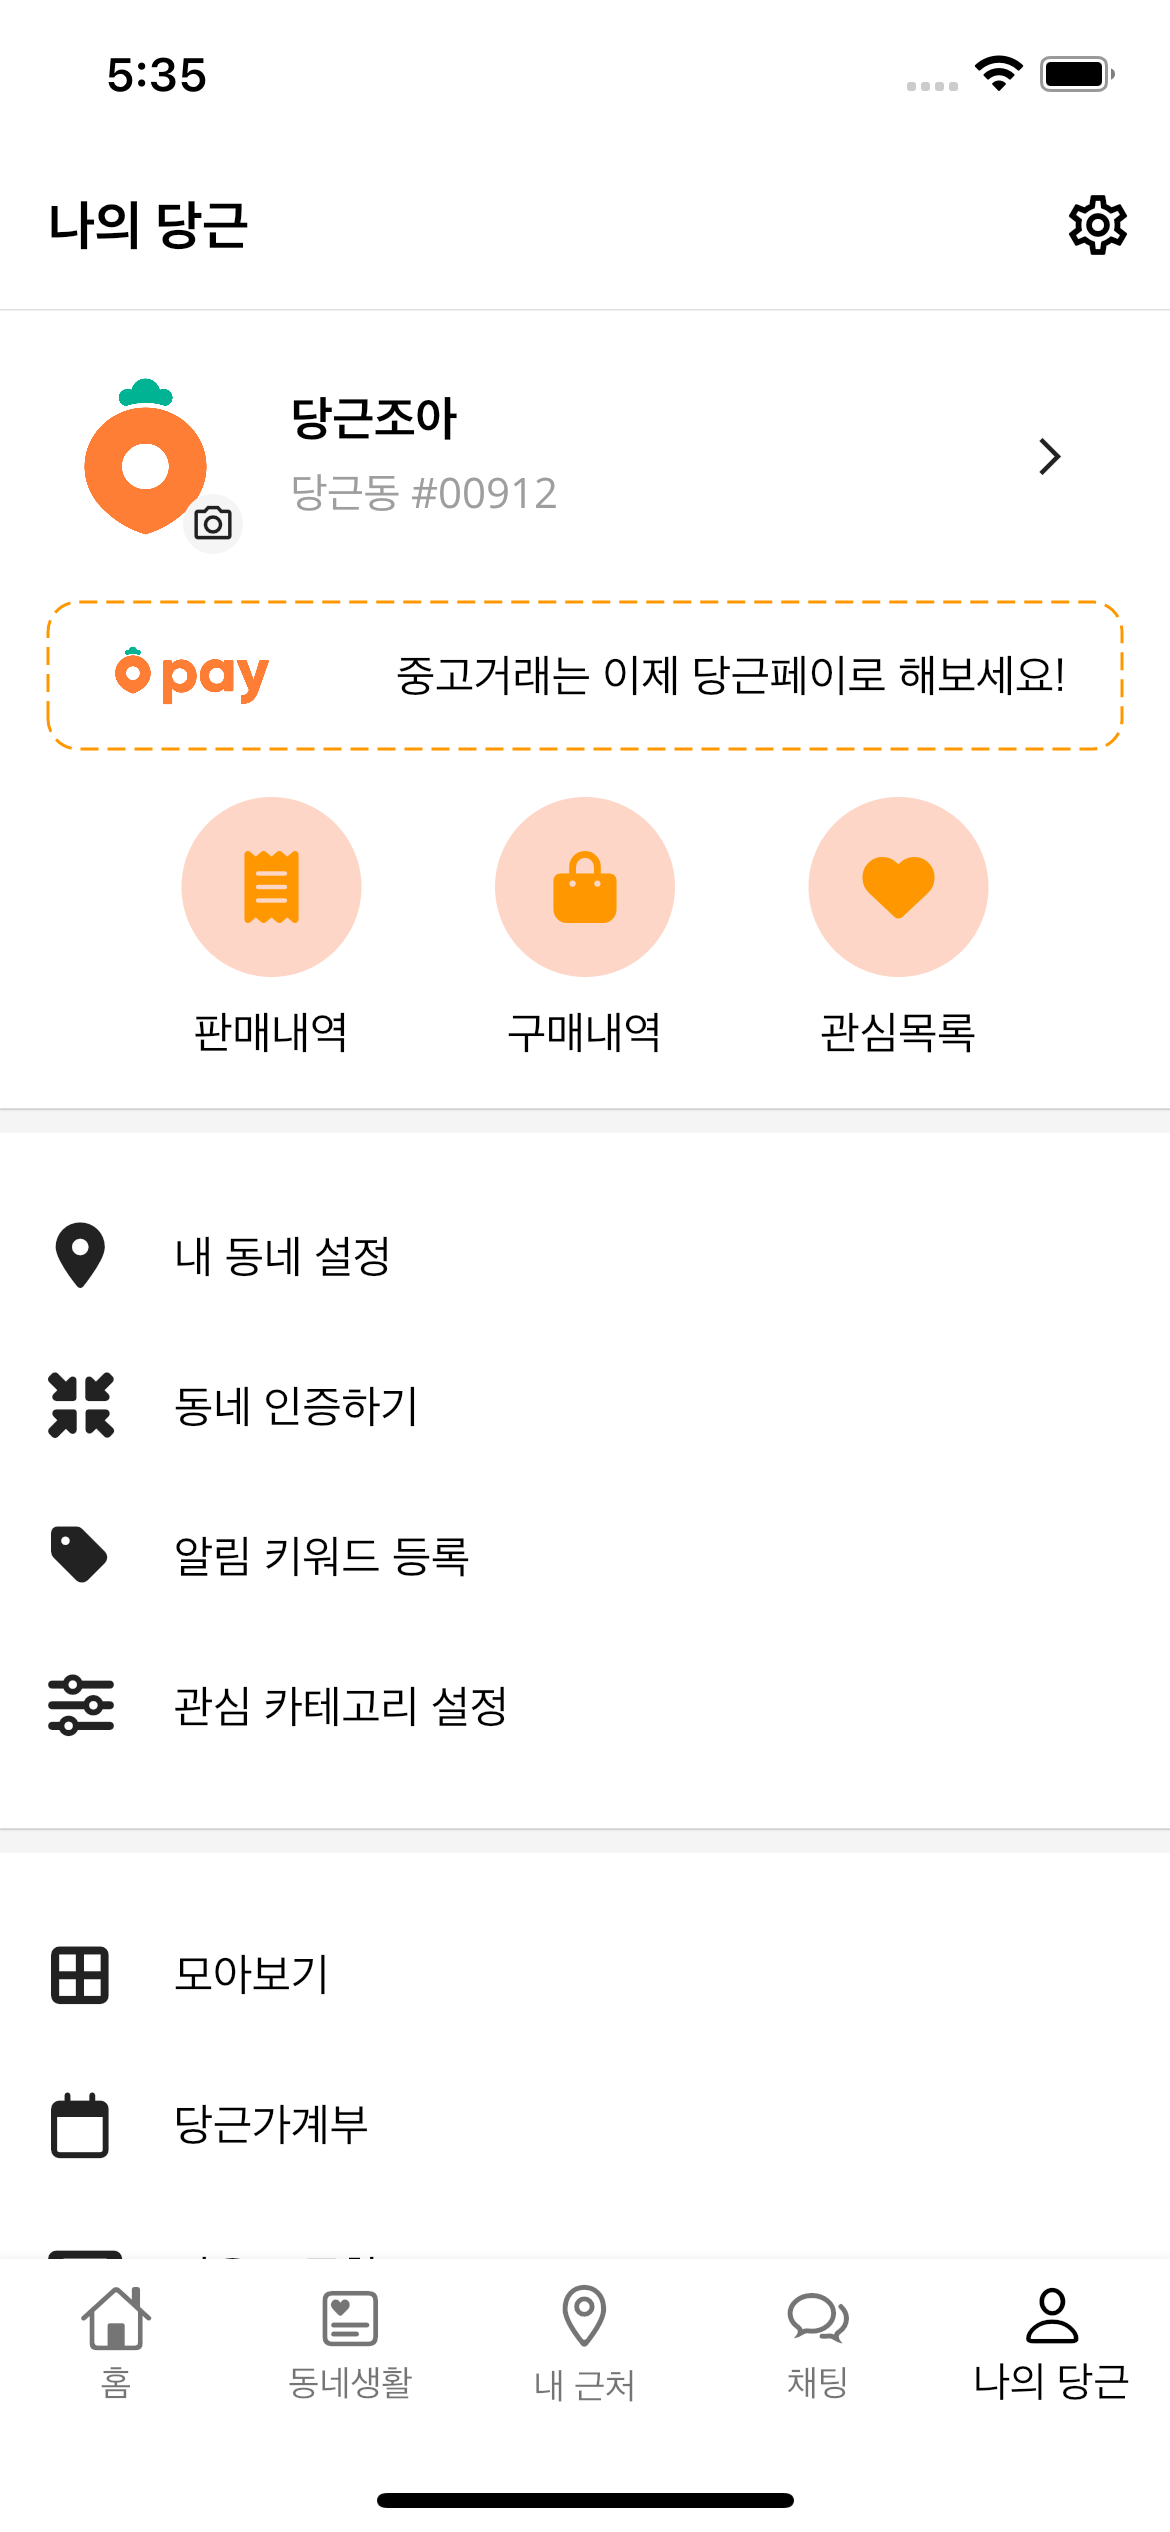 5:35
나의 당근
당근조아
당근동 #00912
pay 중고거래는 이제 당근페이로 해보세요!
판매내역 구매내역 관심목록
내 동네 설정
동네 인증하기
알림 키워드 등록
관심 카테고리 설정
모아보기
당근가계부
홈 동네생활 내 근처 채팅 나의 당근